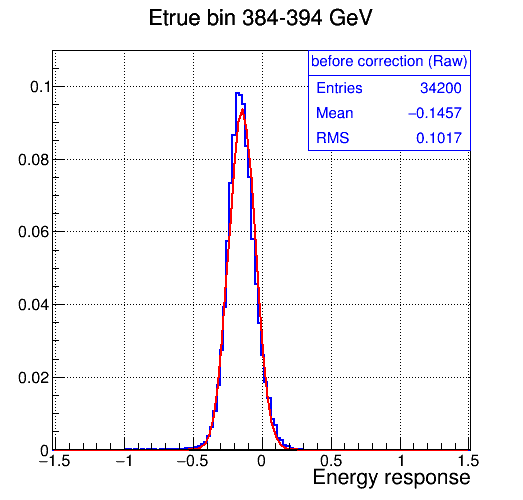 Etrue bin 384-394 GeV
before correction (Raw)
Entries 34200
Mean −0.1457
RMS 0.1017
0.1
0.08
0.06
0.04
0.02
0
−1.5 −1 −0.5 0 0.5 1 1.5
Energy response